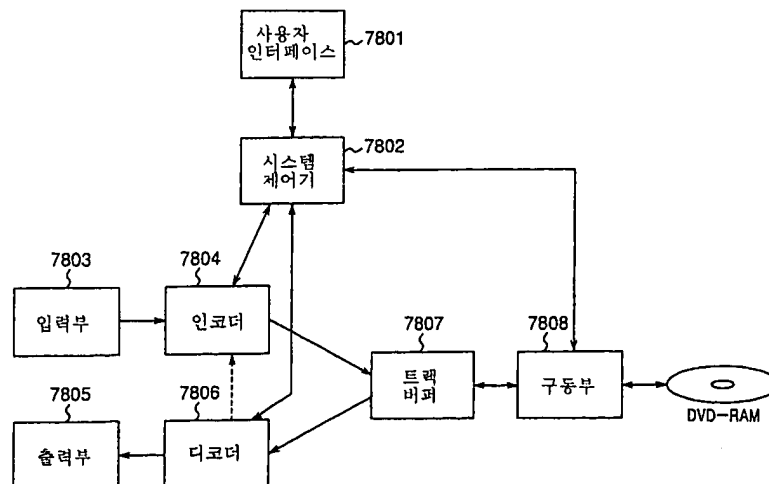 사용자
인터페이스
7801
7802
시스템
제어기
7803
7804
입력부
인코더
7807
7808
트랙
버퍼
구동부
DVD-RAM
7805
7806
출력부
디코더